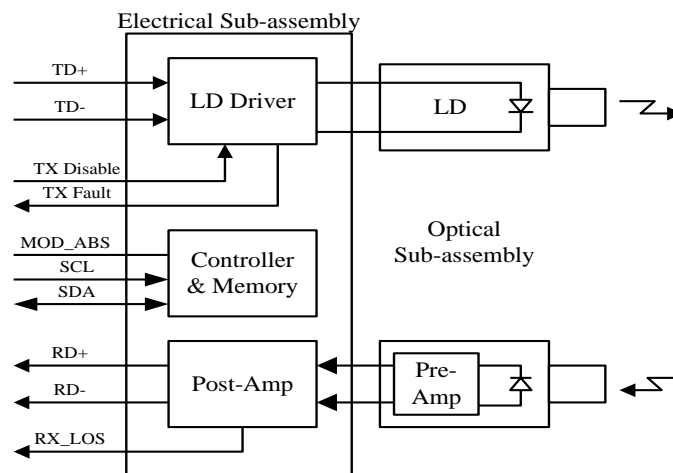 Electrical Sub-assembly
TD+
TD-
LD Driver
LD
TX Disable
TX Fault
MOD_ABS
SCL
SDA
Controller
& Memory
Optical
Sub-assembly
RD+
RD-
Post-Amp
Pre-
Amp
RX_LOS